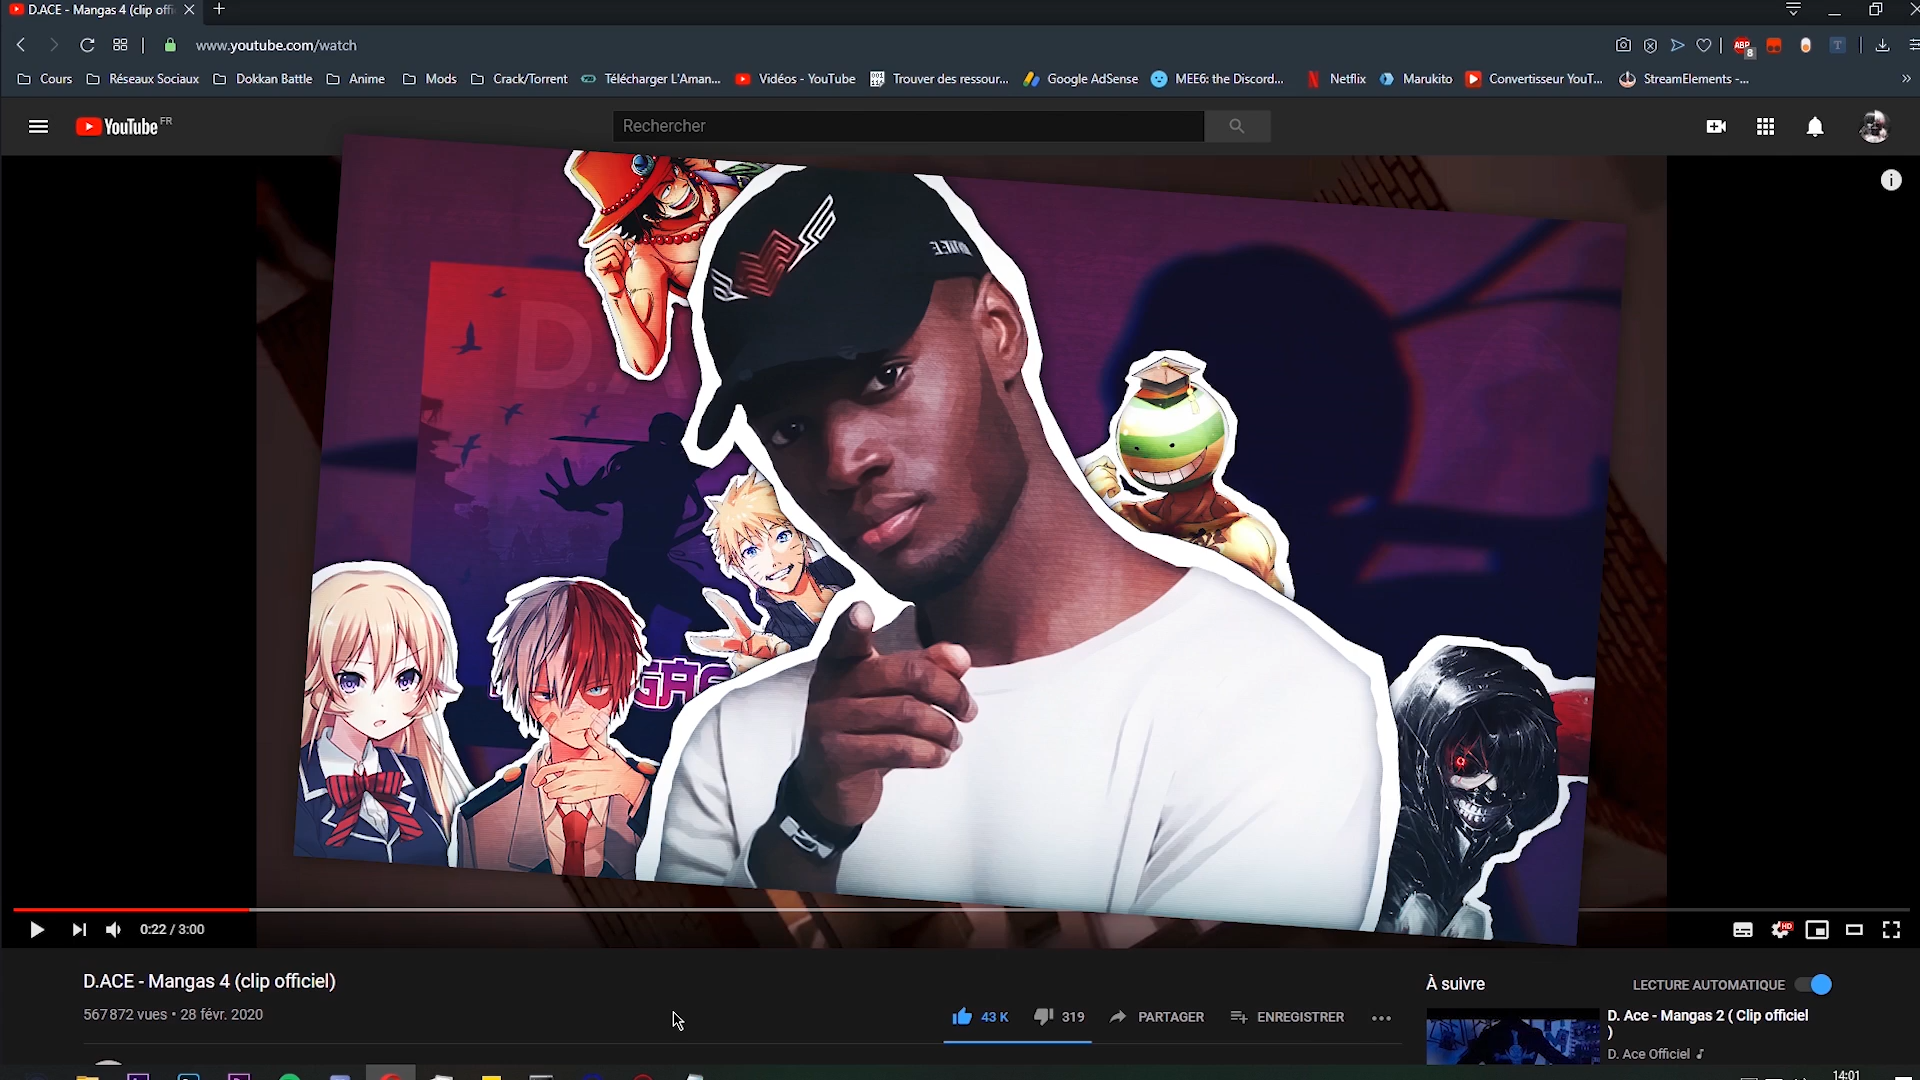 D.ACE - Mangas 4 (clip offi
www.youtube.com/watch
ABP
8
T
Cours
Réseaux Sociaux
Dokkan Battle
Anime
Mods
Crack/Torrent
Télécharger L'Aman...
Vidéos - YouTube
Trouver des ressour...
Google AdSense
MEE6: the Discord...
Netflix
Marukito
Convertisseur YouT...
StreamElements -...
YouTube FR
Rechercher
D.A
0:22 / 3:00
HD
D.ACE - Mangas 4 (clip officiel)
567 872 vues • 28 févr. 2020
43 K
319
PARTAGER
ENREGISTRER
À suivre
LECTURE AUTOMATIQUE
D. Ace - Mangas 2 ( Clip officiel
)
D. Ace Officiel
14:01